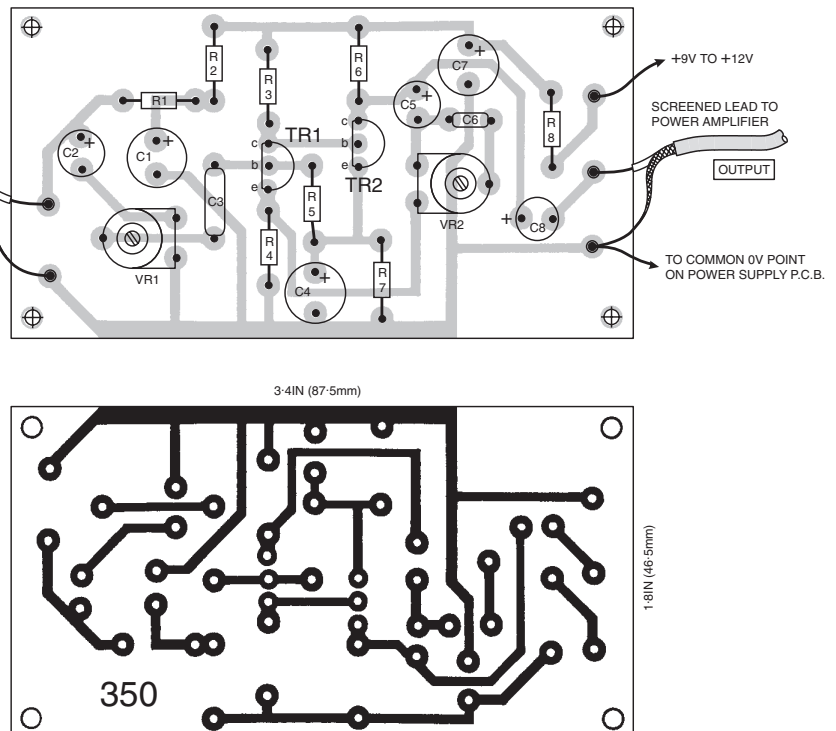 R2
R3
R6
C7
+
+9V TO +12V
R1
C5
+
C6
R8
SCREENED LEAD TO
POWER AMPLIFIER
C2
+
C1
+
c
b
e
TR1
c
b
e
TR2
OUTPUT
C3
R5
VR2
+
C8
VR1
R4
C4
+
R7
TO COMMON 0V POINT
ON POWER SUPPLY P.C.B.
3·4IN (87·5mm)
1·8IN (46·5mm)
350